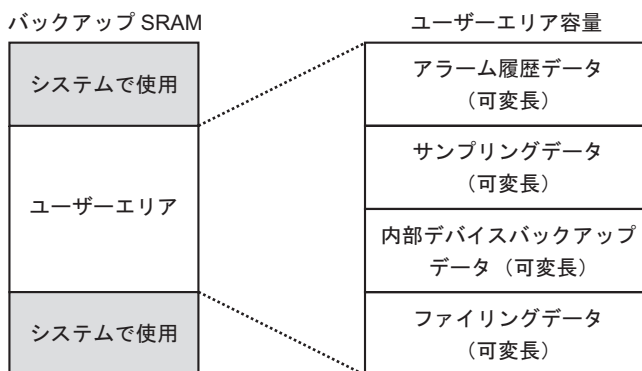 バックアップ SRAM
システムで使用
ユーザーエリア
システムで使用
ユーザーエリア容量
アラーム履歴データ
（可変長）
サンプリングデータ
（可変長）
内部デバイスバックアップ
データ（可変長）
ファイリングデータ
（可変長）